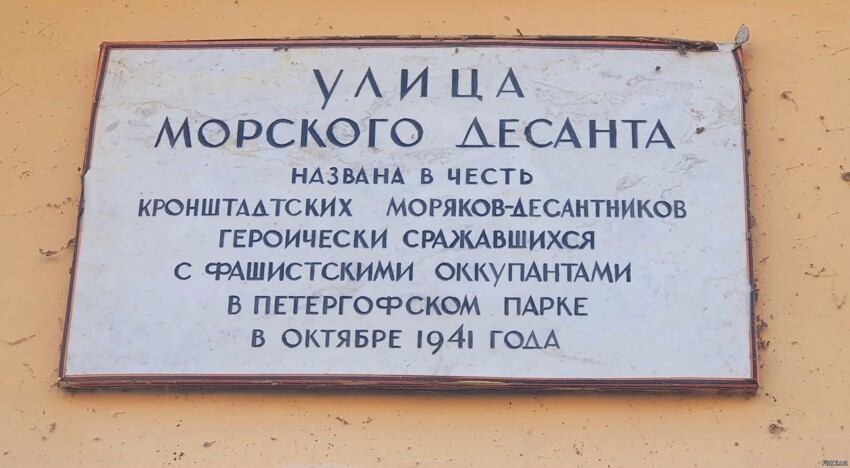 УЛИЦА
МОРСКОГО ДЕСАНТА
НАЗВАНА В ЧЕСТЬ
КРОНШТАДТСКИХ МОРЯКОВ-ДЕСАНТНИКОВ
ГЕРОИЧЕСКИ СРАЖАВШИХСЯ
С ФАШИСТСКИМИ ОККУПАНТАМИ
В ПЕТЕРГОФСКОМ ПАРКЕ
В ОКТЯБРЕ 1941 ГОДА